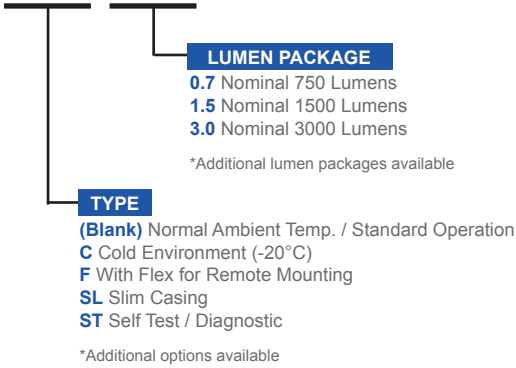 LUMEN PACKAGE
0.7 Nominal 750 Lumens
1.5 Nominal 1500 Lumens
3.0 Nominal 3000 Lumens
*Additional lumen packages available
TYPE
(Blank) Normal Ambient Temp. / Standard Operation
C Cold Environment (-20°C)
F With Flex for Remote Mounting
SL Slim Casing
ST Self Test / Diagnostic
*Additional options available